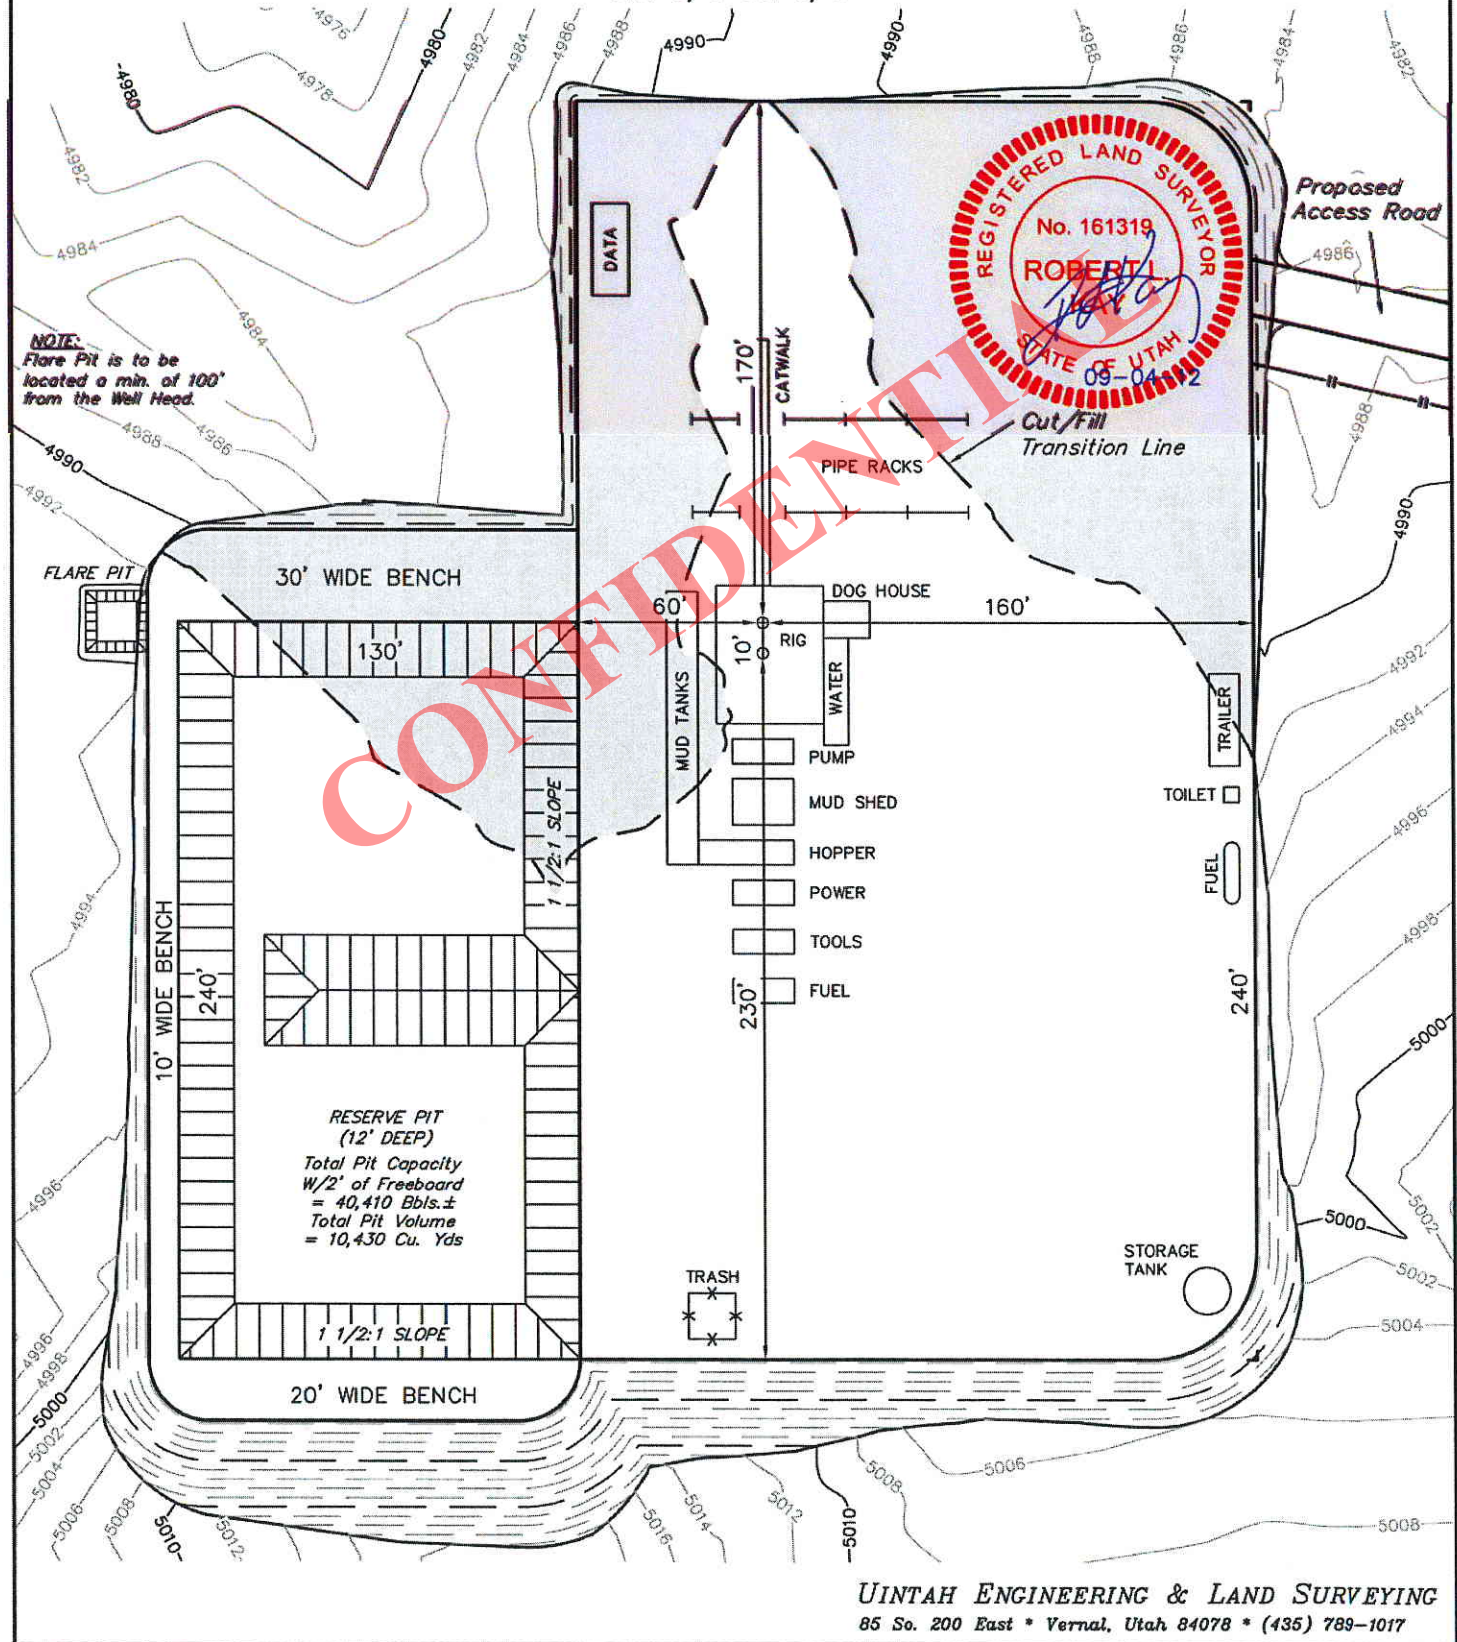 4976
4980
4982
4984
4986
4988
4990
4990
4988
4986
4984
4982
4980
4978
4982
4984
4984
REGISTERED LAND SURVEYOR
No. 161319
ROBERT L.
STATE OF UTAH
09-04-12
Proposed
Access Road
4986
DATA
NOTE:
Flare Pit is to be
located a min. of 100'
from the Well Head.
170'
CATWALK
Cut/Fill
Transition Line
PIPE RACKS
4988
4986
4990
4992
4988
4990
CONFIDENTIAL
FLARE PIT
30' WIDE BENCH
60'
DOG HOUSE
160'
130'
10'
RIG
MUD TANKS
WATER
TRAILER
4992
4994
4996
4998
PUMP
MUD SHED
HOPPER
POWER
TOOLS
FUEL
TOILET
FUEL
1 1/2:1 SLOPE
4994
10' WIDE BENCH
240'
230'
240'
5000
RESERVE PIT
(12' DEEP)
Total Pit Capacity
W/2' of Freeboard
= 40,410 Bbls.±
Total Pit Volume
= 10,430 Cu. Yds
4996
5002
5000
STORAGE
TANK
5002
TRASH
5004
1 1/2:1 SLOPE
20' WIDE BENCH
4996
4998
5000
5002
5004
5006
5008
5010
5012
5016
5014
5012
5010
5008
5006
5008
UINTAH ENGINEERING & LAND SURVEYING
85 So. 200 East * Vernal, Utah 84078 * (435) 789-1017